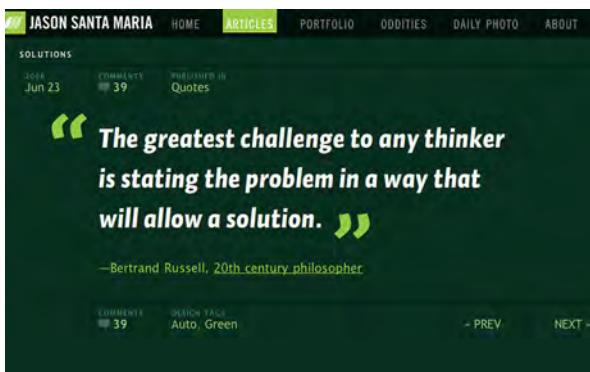 JASON SANTA MARIA HOME ARTICLES PORTFOLIO ODDITIES DAILY PHOTO ABOUT
SOLUTIONS
2008 COMMENTS PUBLISHED IN
Jun 23 39 Quotes
“ The greatest challenge to any thinker
is stating the problem in a way that
will allow a solution. ”
—Bertrand Russell, 20th century philosopher
COMMENTS DESIGN TAGS
39 Auto, Green – PREV NEXT –